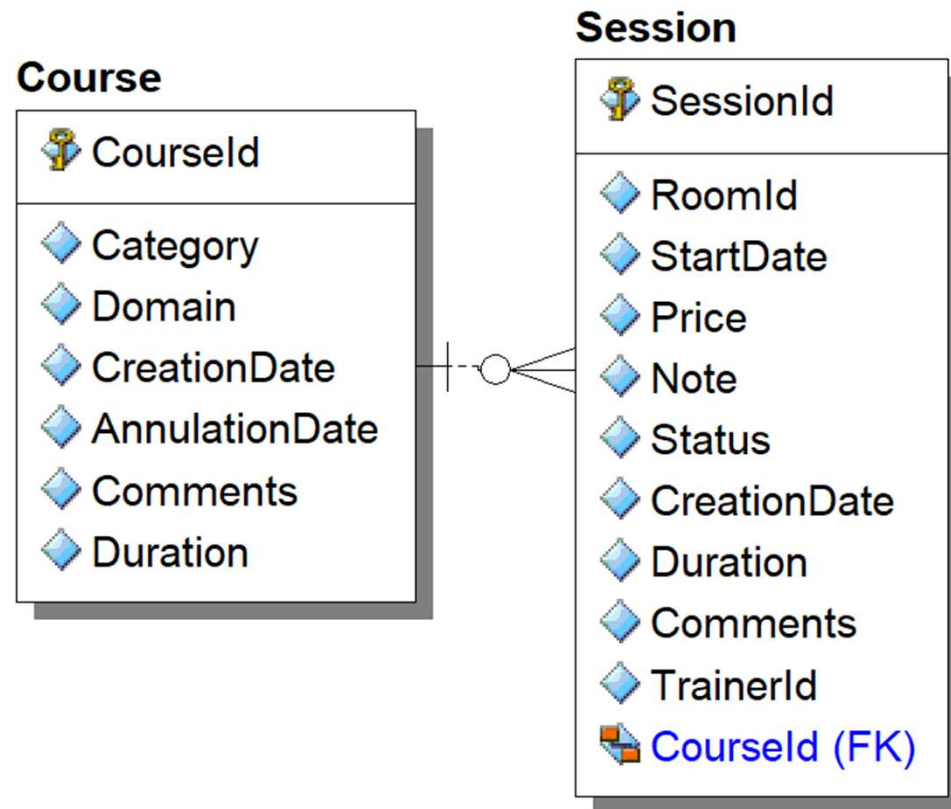 Course
CourseId
Category
Domain
CreationDate
AnnulationDate
Comments
Duration
Session
SessionId
RoomId
StartDate
Price
Note
Status
CreationDate
Duration
Comments
TrainerId
CourseId (FK)